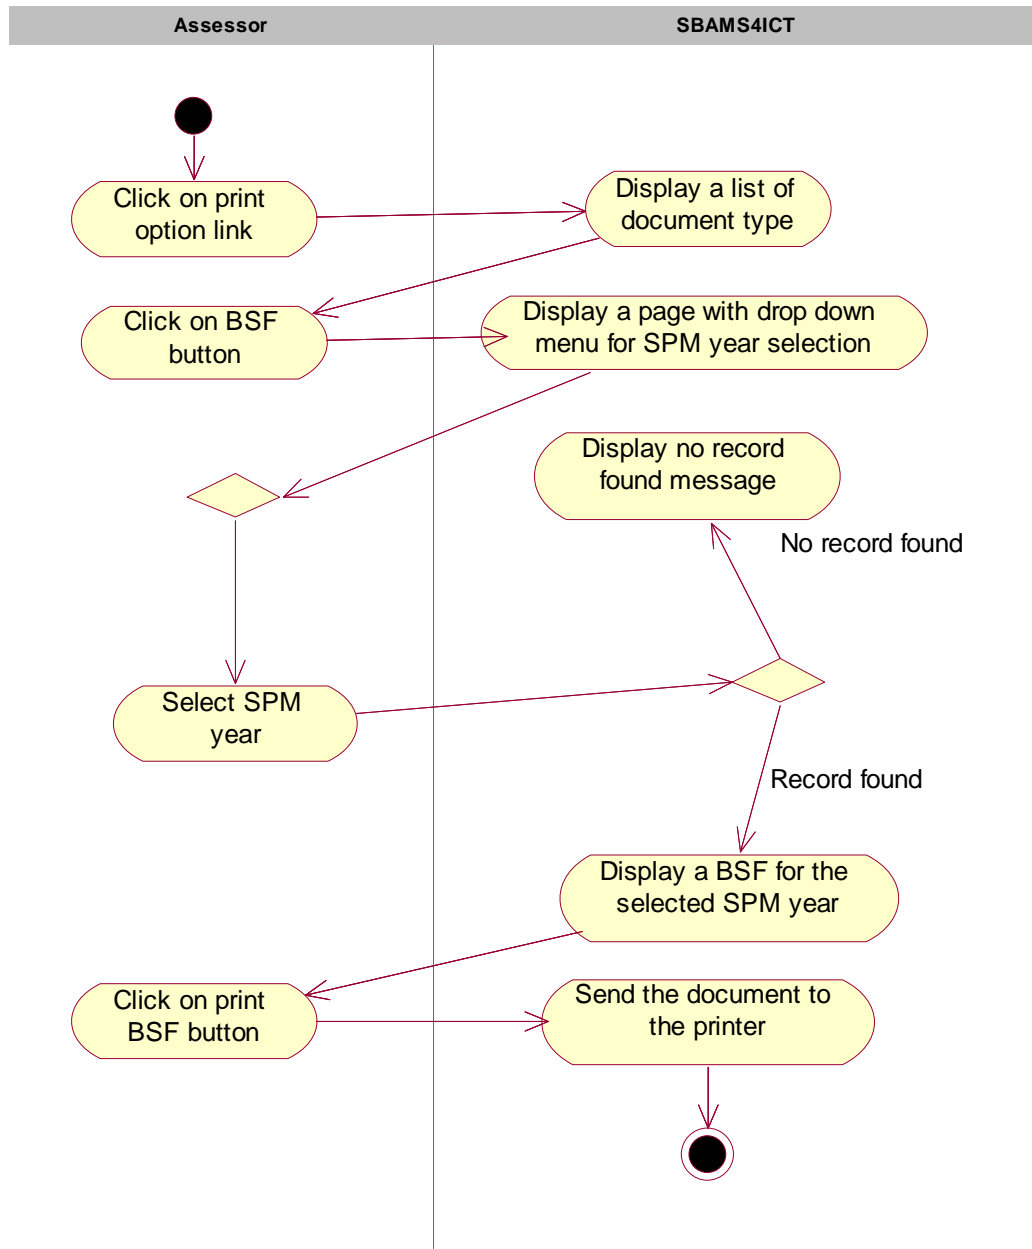 Assessor
SBAMS4ICT
Click on print
option link
Display a list of
document type
Click on BSF
button
Display a page with drop down
menu for SPM year selection
Display no record
found message
No record found
Select SPM
year
Record found
Display a BSF for the
selected SPM year
Click on print
BSF button
Send the document to
the printer